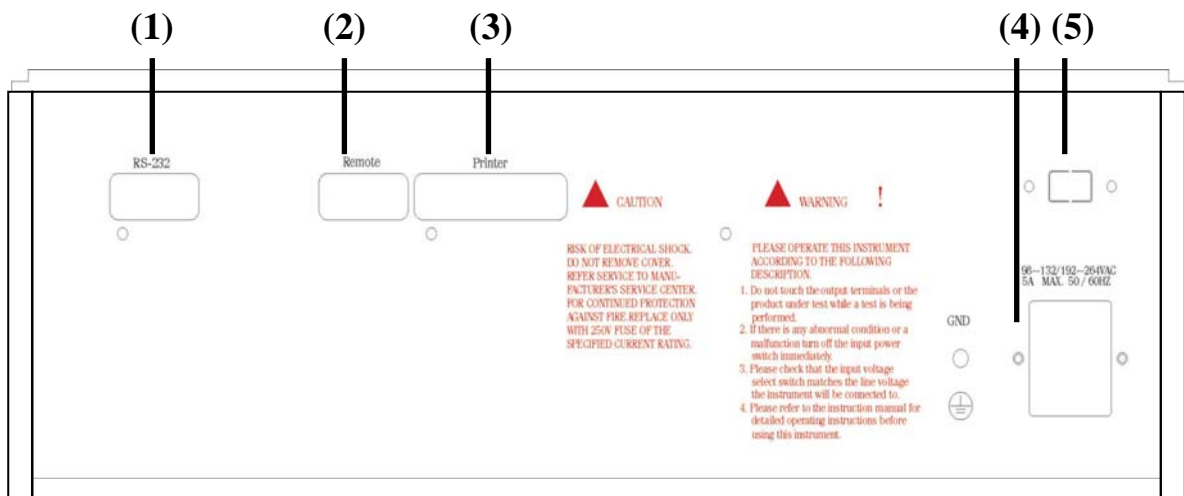 (1) (2) (3) (4) (5)
RS-232 Remote Printer
CAUTION
RISK OF ELECTRICAL SHOCK.
DO NOT REMOVE COVER.
REFER SERVICE TO MANU-
FACTURER'S SERVICE CENTER.
FOR CONTINUED PROTECTION
AGAINST FIRE.REPLACE ONLY
WITH 250V FUSE OF THE
SPECIFIED CURRENT RATING.
WARNING !
PLEASE OPERATE THIS INSTRUMENT
ACCORDING TO THE FOLLOWING
DESCRIPTION.
1. Do not touch the output terminals or the
product under test while a test is being
performed.
2. If there is any abnormal condition or a
malfunction turn off the input power
switch immediately.
3. Please check that the input voltage
select switch matches the line voltage
the instrument will be connected to.
4. Please refer to the instruction manual for
detailed operating instructions before
using this instrument.
GND
96~132/192~264VAC
5A MAX. 50/60HZ